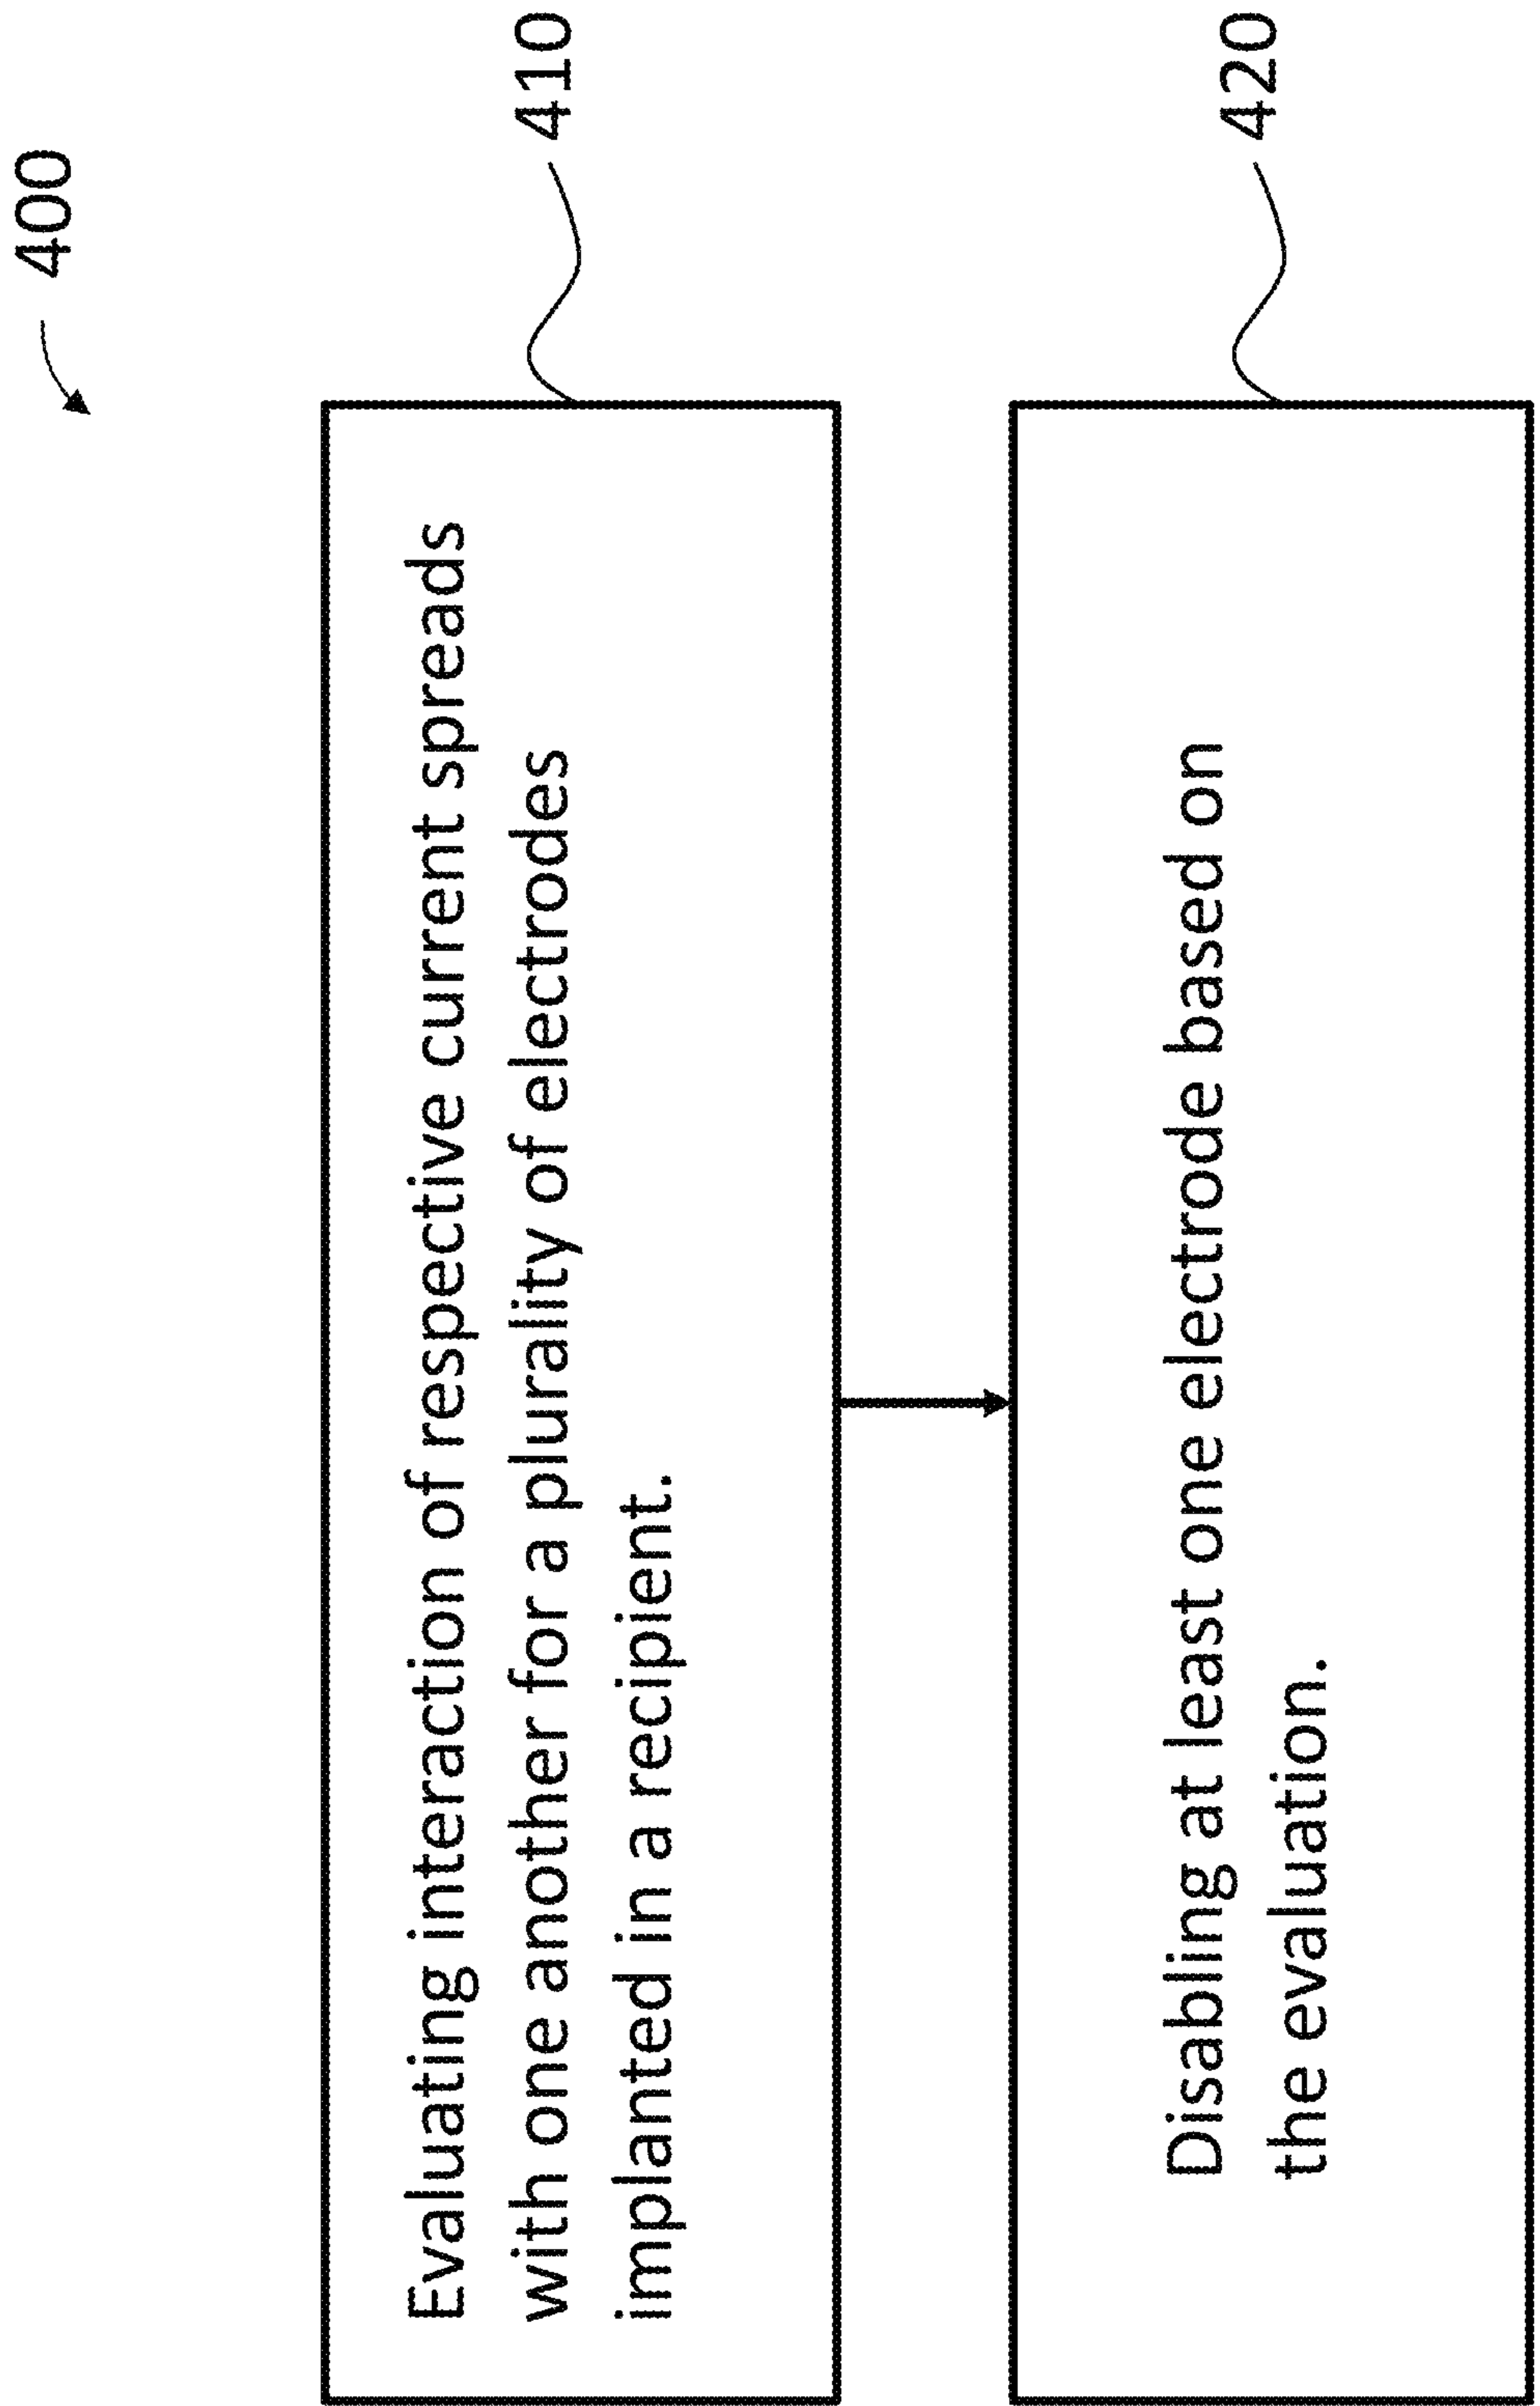 400
Evaluating interaction of respective current spreads
with one another for a plurality of electrodes
implanted in a recipient.
410
Disabling at least one electrode based on
the evaluation.
420